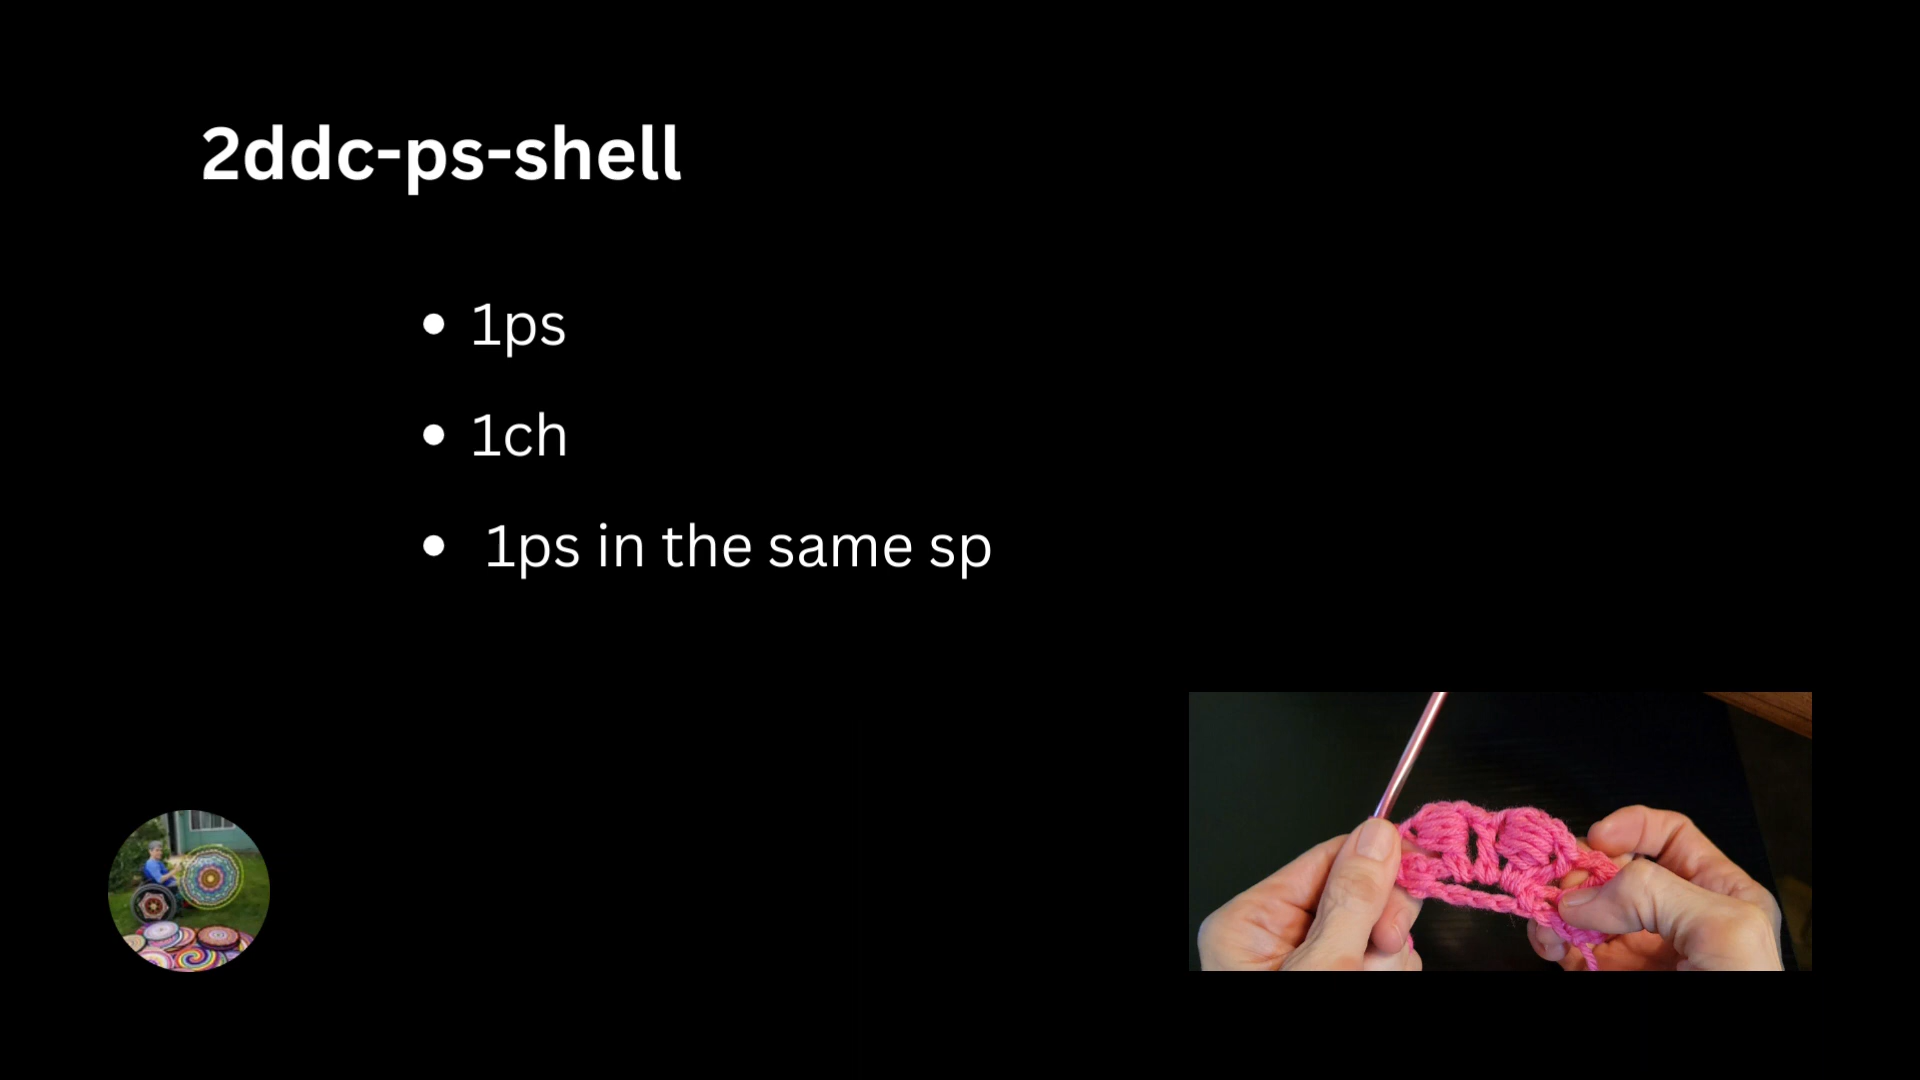 2ddc-ps-shell
• 1ps
• 1ch
• 1ps in the same sp